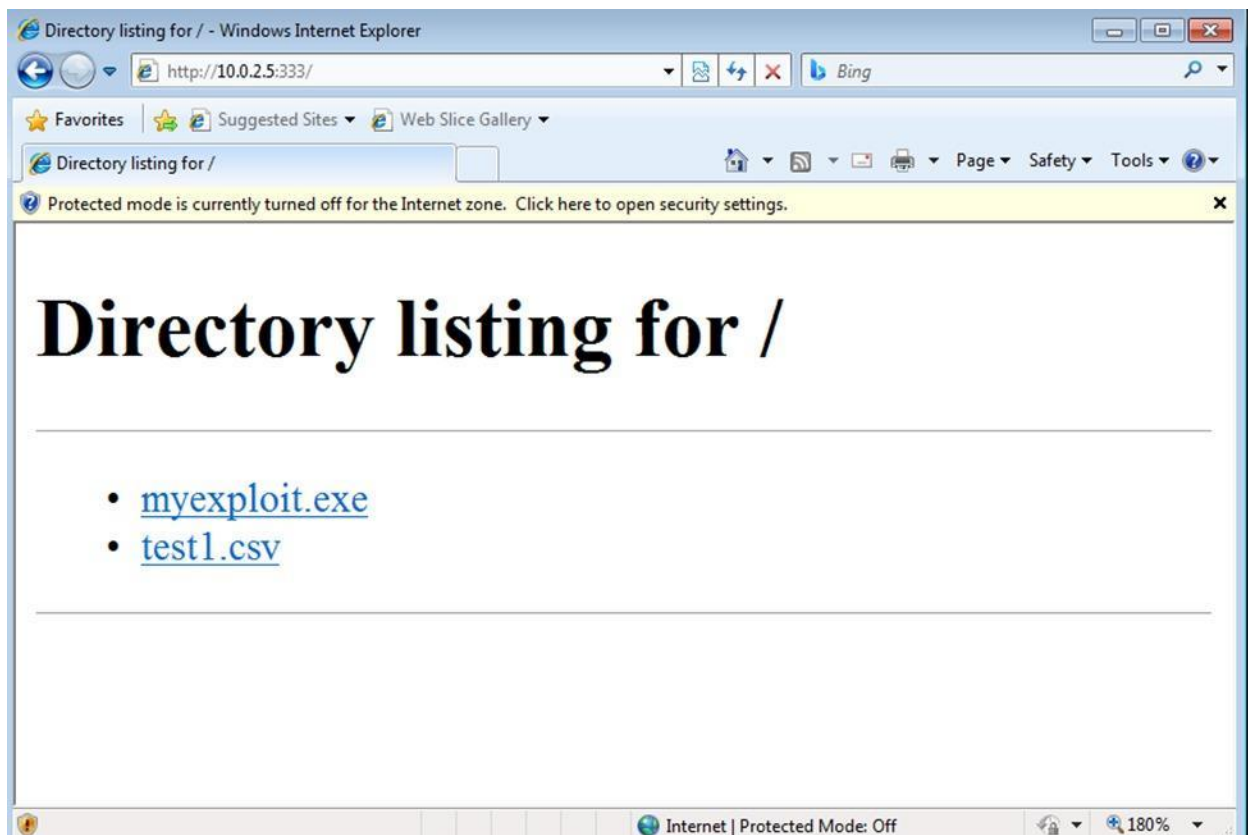 Directory listing for / - Windows Internet Explorer
http://10.0.2.5:333/
Bing
Favorites
Suggested Sites
Web Slice Gallery
Directory listing for /
Page
Safety
Tools
Protected mode is currently turned off for the Internet zone. Click here to open security settings.
Directory listing for /
myexploit.exe
test1.csv
Internet | Protected Mode: Off
180%